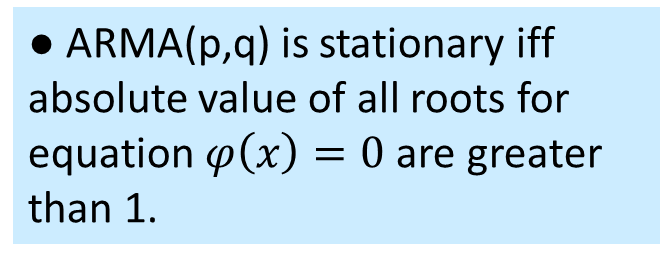 ● ARMA(p,q) is stationary iff
absolute value of all roots for
equation 𝜑(𝑥) = 0 are greater
than 1.